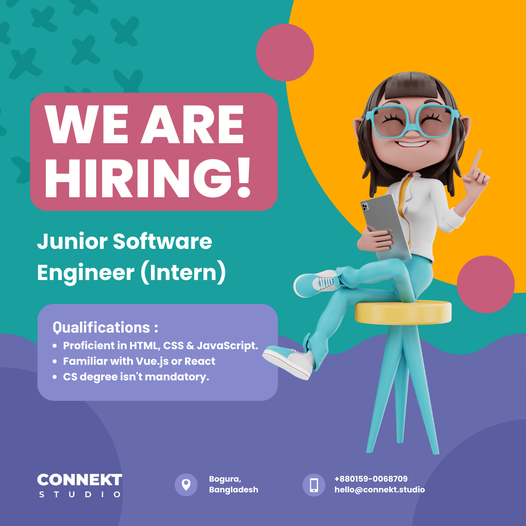 WE ARE
HIRING!
Junior Software
Engineer (Intern)
Qualifications :
• Proficient in HTML, CSS & JavaScript.
• Familiar with Vue.js or React
• CS degree isn't mandatory.
CONNEKT
STUDIO
Bogura,
Bangladesh
+880159-0068709
hello@connekt.studio